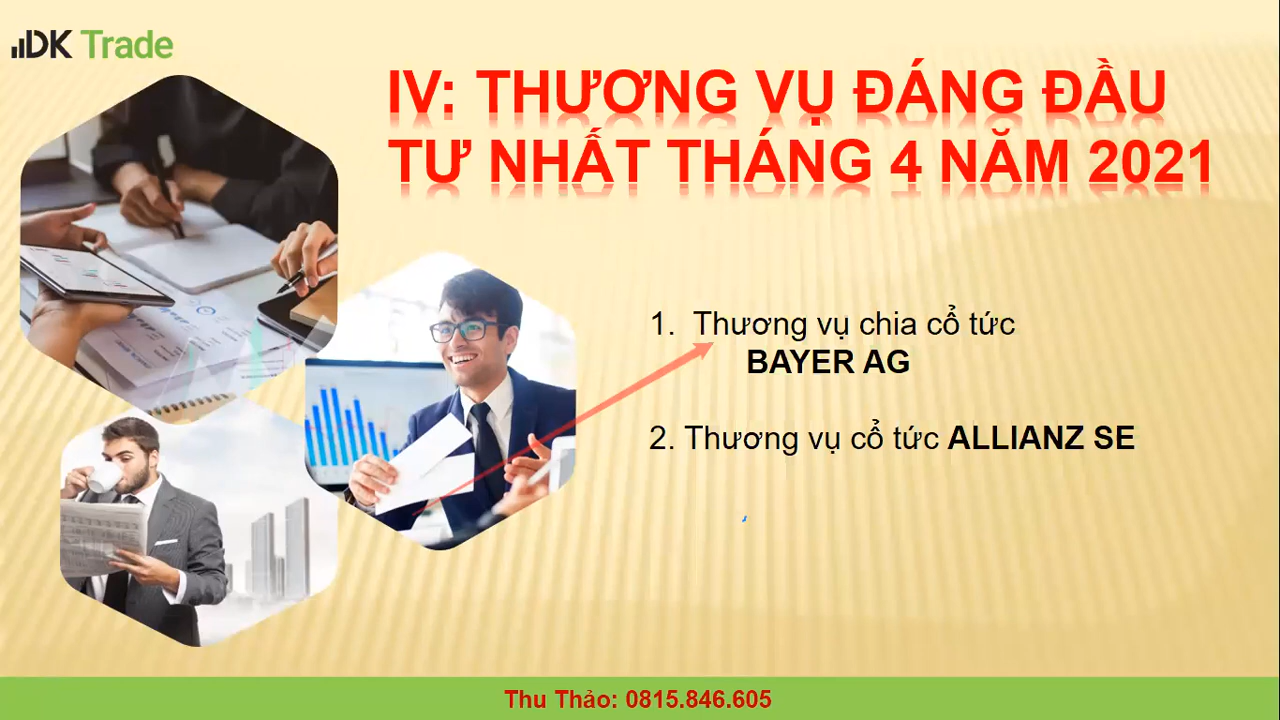 DK Trade
IV: THƯƠNG VỤ ĐÁNG ĐẦU
TƯ NHẤT THÁNG 4 NĂM 2021
1. Thương vụ chia cổ tức
BAYER AG
2. Thương vụ cổ tức ALLIANZ SE
Thu Thảo: 0815.846.605